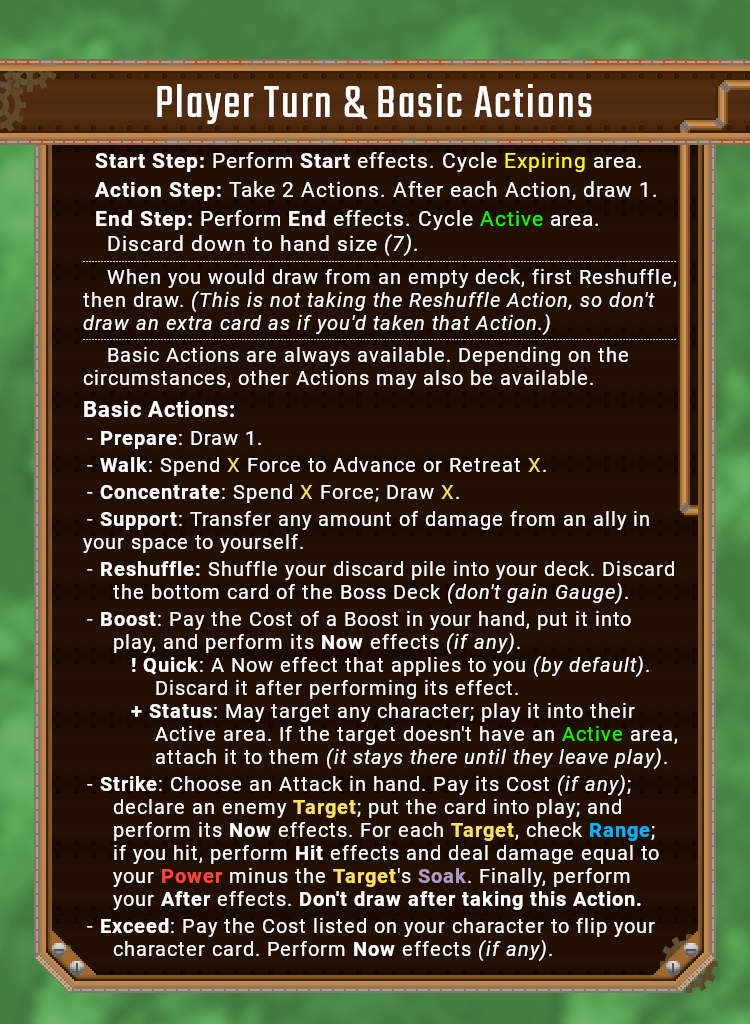 Player Turn & Basic Actions
Start Step: Perform Start effects. Cycle Expiring area.
Action Step: Take 2 Actions. After each Action, draw 1.
End Step: Perform End effects. Cycle Active area.
Discard down to hand size (7).
When you would draw from an empty deck, first Reshuffle,
then draw. (This is not taking the Reshuffle Action, so don't
draw an extra card as if you'd taken that Action.)
Basic Actions are always available. Depending on the
circumstances, other Actions may also be available.
Basic Actions:
- Prepare: Draw 1.
- Walk: Spend X Force to Advance or Retreat X.
- Concentrate: Spend X Force; Draw X.
- Support: Transfer any amount of damage from an ally in
your space to yourself.
- Reshuffle: Shuffle your discard pile into your deck. Discard
the bottom card of the Boss Deck (don't gain Gauge).
- Boost: Pay the Cost of a Boost in your hand, put it into
play, and perform its Now effects (if any).
! Quick: A Now effect that applies to you (by default).
Discard it after performing its effect.
+ Status: May target any character; play it into their
Active area. If the target doesn't have an Active area,
attach it to them (it stays there until they leave play).
- Strike: Choose an Attack in hand. Pay its Cost (if any);
declare an enemy Target; put the card into play; and
perform its Now effects. For each Target, check Range;
if you hit, perform Hit effects and deal damage equal to
your Power minus the Target's Soak. Finally, perform
your After effects. Don't draw after taking this Action.
- Exceed: Pay the Cost listed on your character to flip your
character card. Perform Now effects (if any).